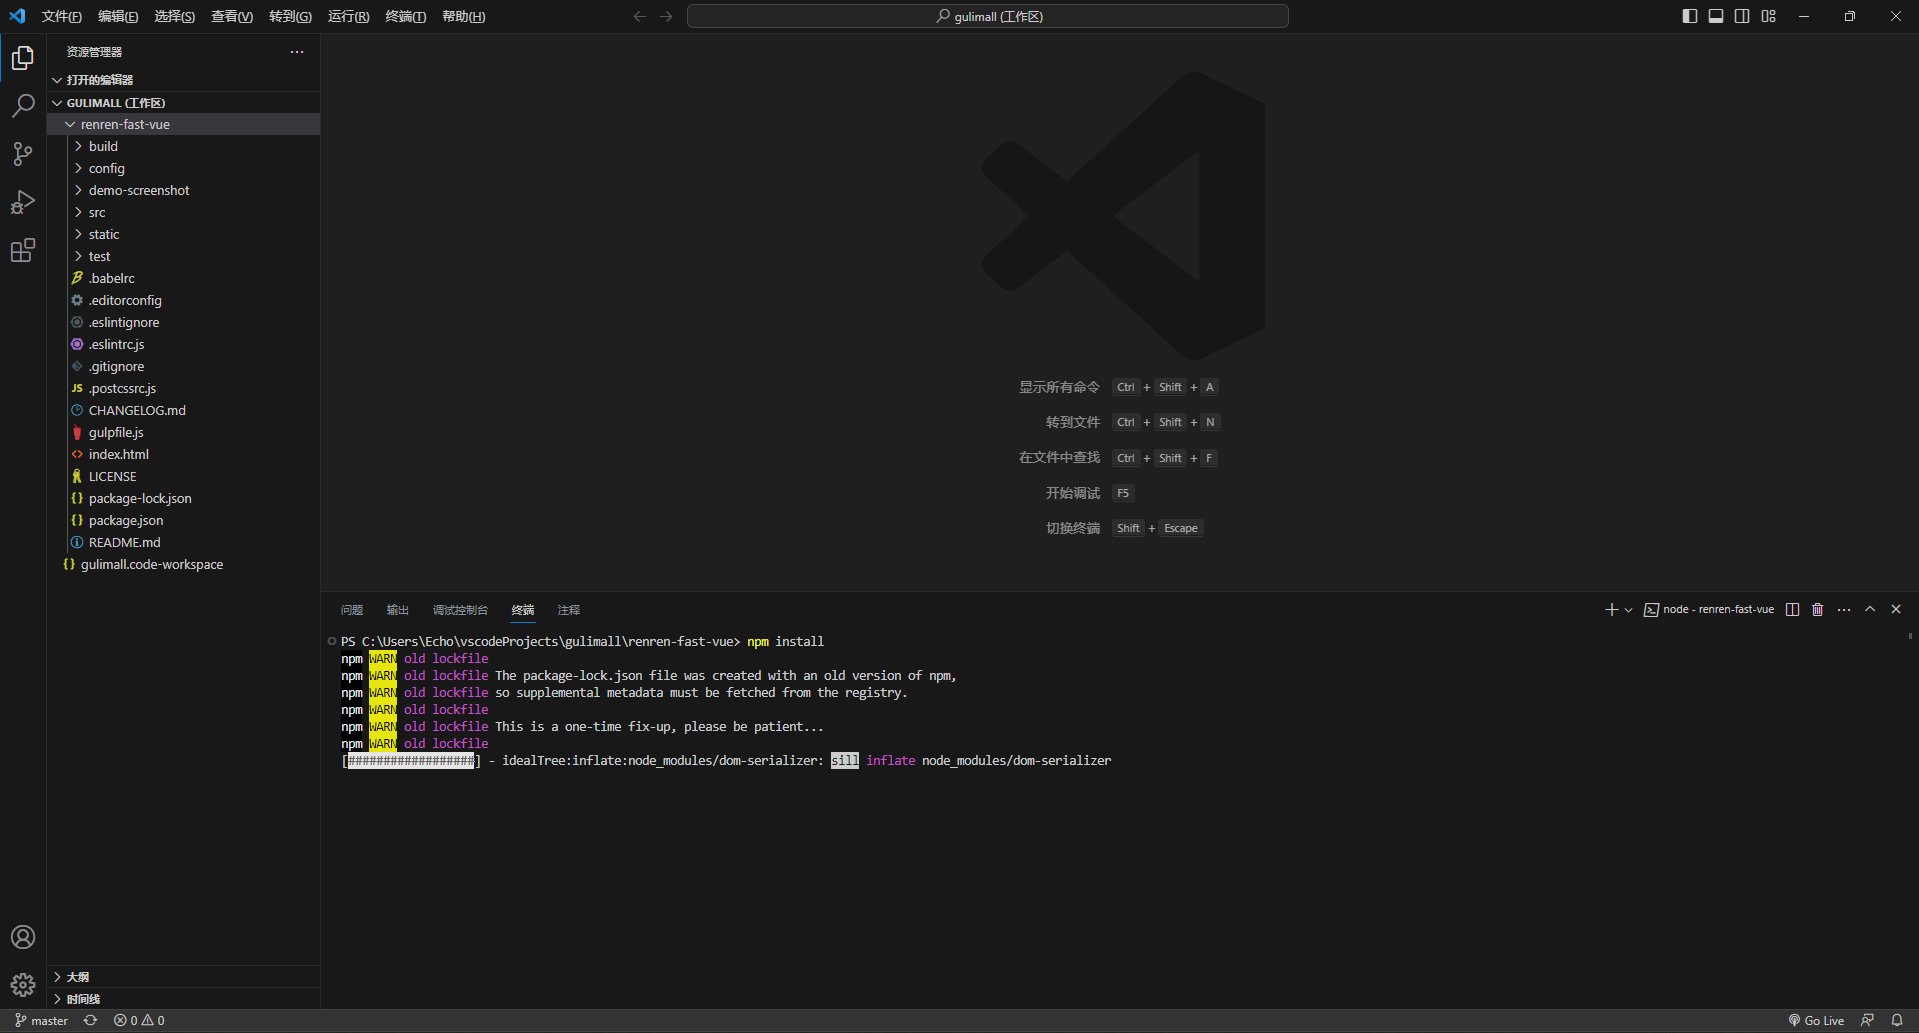 文件(F) 编辑(E) 选择(S) 查看(V) 转到(G) 运行(R) 终端(T) 帮助(H)
gulimall (工作区)
资源管理器
打开的编辑器
GULIMALL (工作区)
renren-fast-vue
build
config
demo-screenshot
src
static
test
.babelrc
.editorconfig
.eslintignore
.eslintrc.js
.gitignore
JS .postcssrc.js
CHANGELOG.md
gulpfile.js
index.html
LICENSE
package-lock.json
package.json
README.md
gulimall.code-workspace
大纲
时间线
显示所有命令 Ctrl + Shift + A
转到文件 Ctrl + Shift + N
在文件中查找 Ctrl + Shift + F
开始调试 F5
切换终端 Shift + Escape
问题 输出 调试控制台 终端 注释
node - renren-fast-vue
PS C:\Users\Echo\vscodeProjects\gulimall\renren-fast-vue> npm install
npm WARN old lockfile
npm WARN old lockfile The package-lock.json file was created with an old version of npm,
npm WARN old lockfile so supplemental metadata must be fetched from the registry.
npm WARN old lockfile
npm WARN old lockfile This is a one-time fix-up, please be patient...
npm WARN old lockfile
[##################] - idealTree:inflate:node_modules/dom-serializer: sill inflate node_modules/dom-serializer
master 0 0
Go Live